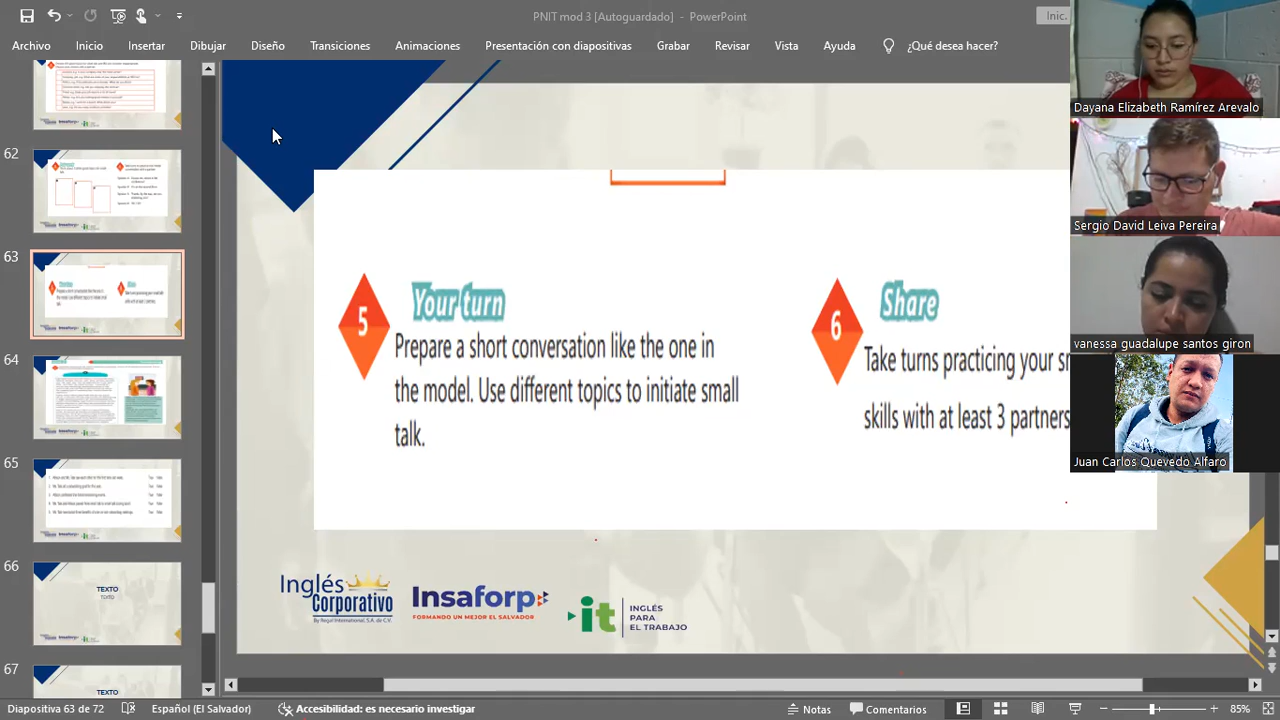 PNIT mod 3 [Autoguardado] - PowerPoint
Inic.
Archivo Inicio Insertar Dibujar Diseño Transiciones Animaciones Presentación con diapositivas Grabar Revisar Vista Ayuda ¿Qué desea hacer?
Dayana Elizabeth Ramírez Arevalo
Sergio David Leiva Pereira
vanessa guadalupe santos giron
Juan Carlos Quevedo Alfaro
62
63
64
65
66
TEXTO
67
TEXTO
5 Your turn
Prepare a short conversation like the one in
the model. Use different topics to initiate small
talk.
6 Share
Take turns practicing your
skills with at least 3 partners
Inglés
Corporativo
By Regal International, S.A. de C.V.
Insaforp
FORMANDO UN MEJOR EL SALVADOR
it
INGLÉS
PARA
EL TRABAJO
Diapositiva 63 de 72 Español (El Salvador) Accesibilidad: es necesario investigar Notas Comentarios 85%